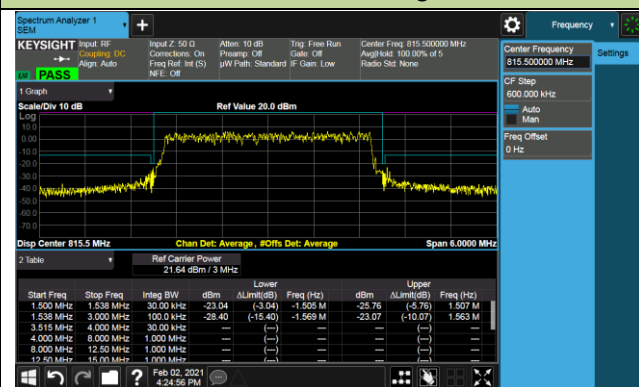 Spectrum Analyzer 1
SEM
Frequency
KEYSIGHT
Input: RF
Coupling: DC
Align: Auto
Input Z: 50 Ω
Corrections: On
Freq Ref: Int (S)
NFE: Off
Atten: 10 dB
Preamp: Off
µW Path: Standard
Trig: Free Run
Gate: Off
IF Gain: Low
Center Freq: 815.500000 MHz
Avg|Hold: 100.00% of 5
Radio Std: None
LXI PASS
Center Frequency
815.500000 MHz
Settings
CF Step
600.000 kHz
Auto
Man
Freq Offset
0 Hz
1 Graph
Scale/Div 10 dB
Ref Value 20.0 dBm
Log
10.0
0.00
-10.0
-20.0
-30.0
-40.0
-50.0
-60.0
-70.0
Disp Center 815.5 MHz
Chan Det: Average, #Offs Det: Average
Span 6.0000 MHz
2 Table
Ref Carrier Power
21.64 dBm / 3 MHz
Lower Upper
Start Freq Stop Freq Integ BW dBm ΔLimit(dB) Freq (Hz) dBm ΔLimit(dB) Freq (Hz)
1.500 MHz 1.538 MHz 30.00 kHz -23.04 (-3.04) -1.505 M -25.76 (-5.76) 1.507 M
1.538 MHz 3.000 MHz 100.0 kHz -28.40 (-15.40) -1.569 M -23.07 (-10.07) 1.563 M
3.515 MHz 4.000 MHz 30.00 kHz --- (---) --- --- (---) ---
4.000 MHz 8.000 MHz 1.000 MHz --- (---) --- --- (---) ---
8.000 MHz 12.50 MHz 1.000 MHz --- (---) --- --- (---) ---
12.50 MHz 15.00 MHz 1.000 MHz --- (---) --- --- (---) ---
Feb 02, 2021
4:24:56 PM